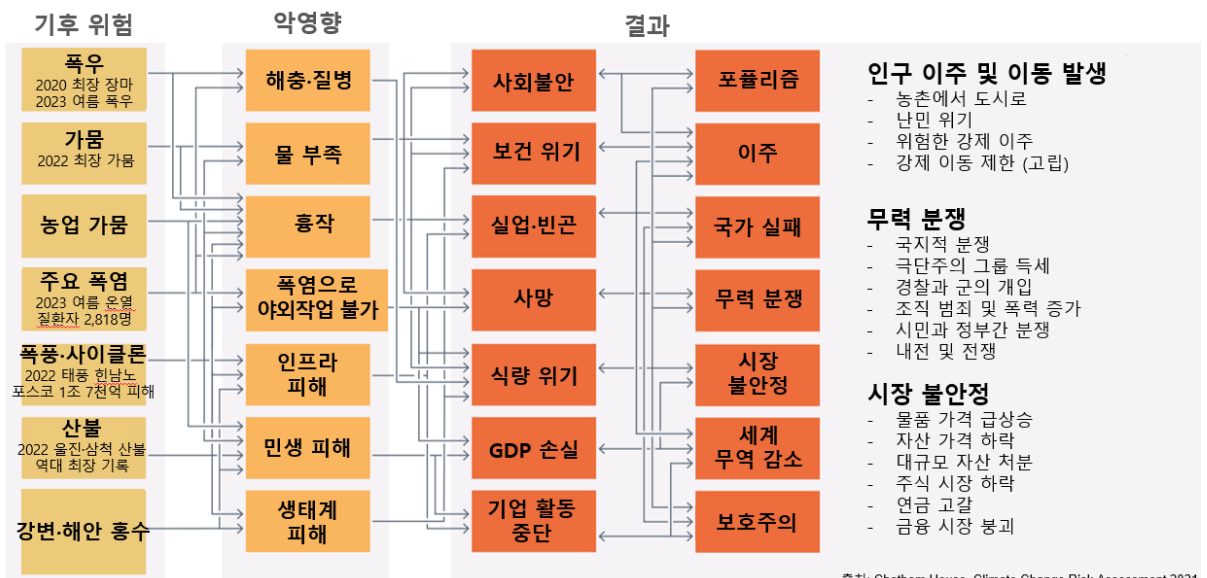 기후 위험
악영향
결과
폭우
2020 최장 장마
2023 여름 폭우
가뭄
2022 최장 가뭄
농업 가뭄
주요 폭염
2023 여름 온열
질환자 2,818명
폭풍·사이클론
2022 태풍 힌남노
포스코 1조 7천억 피해
산불
2022 울진·삼척 산불
역대 최장 기록
강변·해안 홍수
해충·질병
물 부족
흉작
폭염으로
야외작업 불가
인프라
피해
민생 피해
생태계
피해
사회불안
보건 위기
실업·빈곤
사망
식량 위기
GDP 손실
기업 활동
중단
포퓰리즘
이주
국가 실패
무력 분쟁
시장
불안정
세계
무역 감소
보호주의
인구 이주 및 이동 발생
- 농촌에서 도시로
- 난민 위기
- 위험한 강제 이주
- 강제 이동 제한 (고립)
무력 분쟁
- 국지적 분쟁
- 극단주의 그룹 득세
- 경찰과 군의 개입
- 조직 범죄 및 폭력 증가
- 시민과 정부간 분쟁
- 내전 및 전쟁
시장 불안정
- 물품 가격 급상승
- 자산 가격 하락
- 대규모 자산 처분
- 주식 시장 하락
- 연금 고갈
- 금융 시장 붕괴
출처: Chatham House, Climate Change Risk Assessment 2021